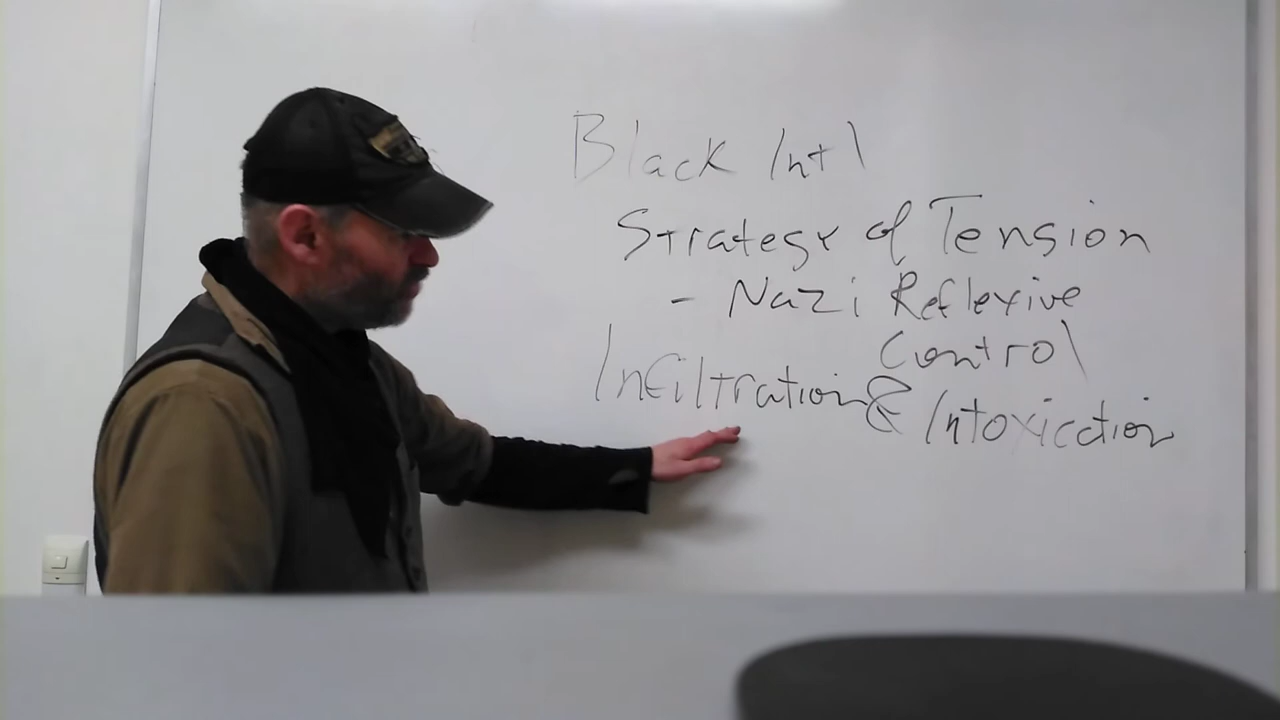 Black Int'l
Strategy of Tension
- Nazi Reflexive
Control
Infiltration & Intoxication